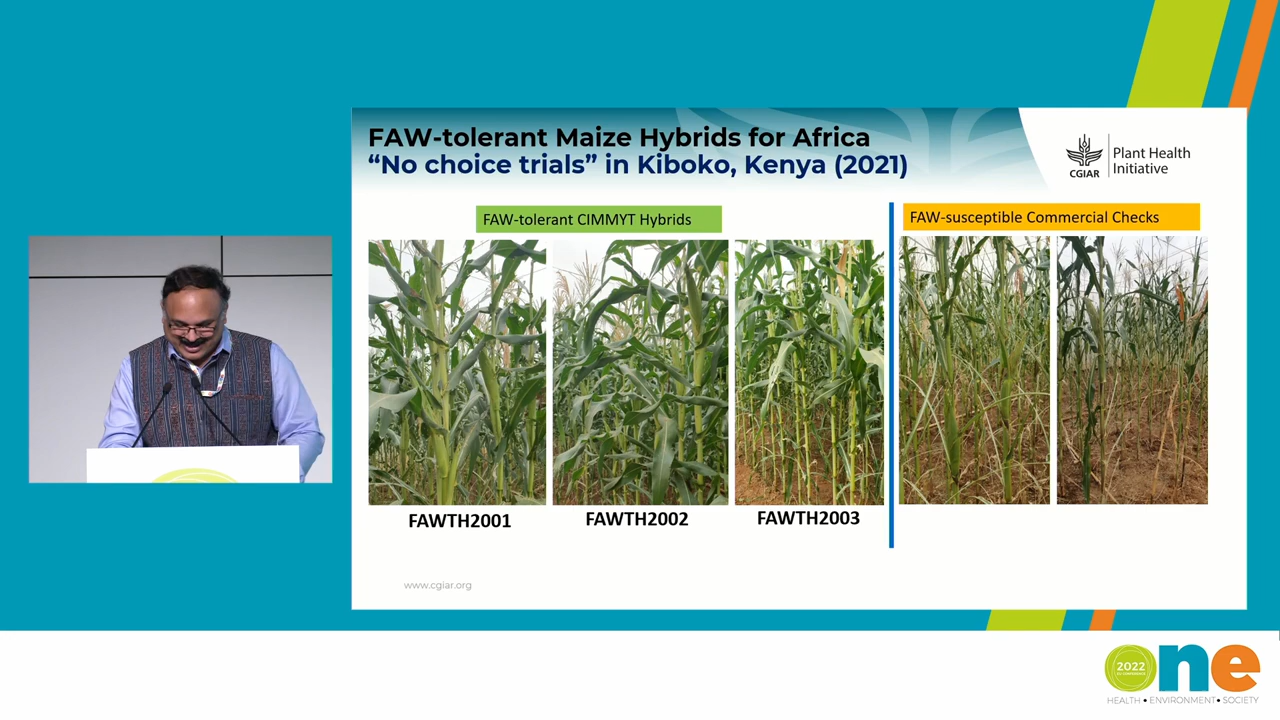 FAW-tolerant Maize Hybrids for Africa
“No choice trials” in Kiboko, Kenya (2021)
CGIAR
Plant Health
Initiative
FAW-tolerant CIMMYT Hybrids
FAW-susceptible Commercial Checks
FAWTH2001
FAWTH2002
FAWTH2003
www.cgiar.org
2022
one
HEALTH • ENVIRONMENT • SOCIETY